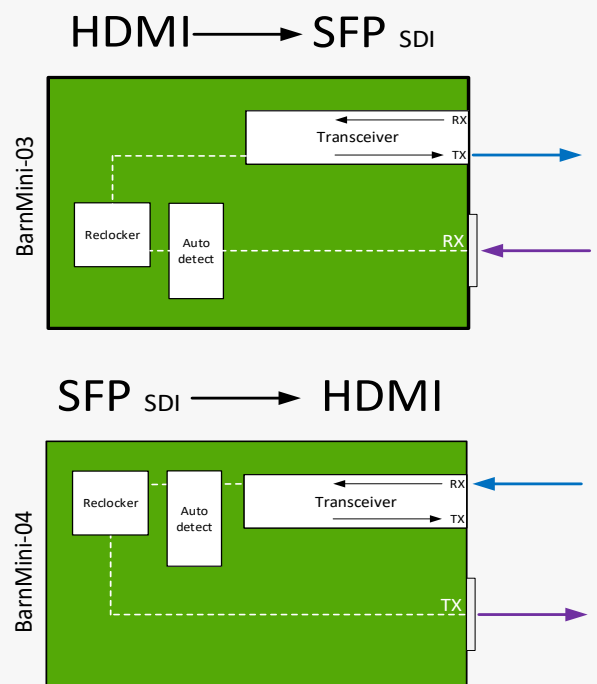 HDMI SFP SDI
BarnMini-03
RX
Transceiver
TX
Reclocker
Auto
detect
RX
SFP SDI HDMI
BarnMini-04
Reclocker
Auto
detect
RX
Transceiver
TX
TX